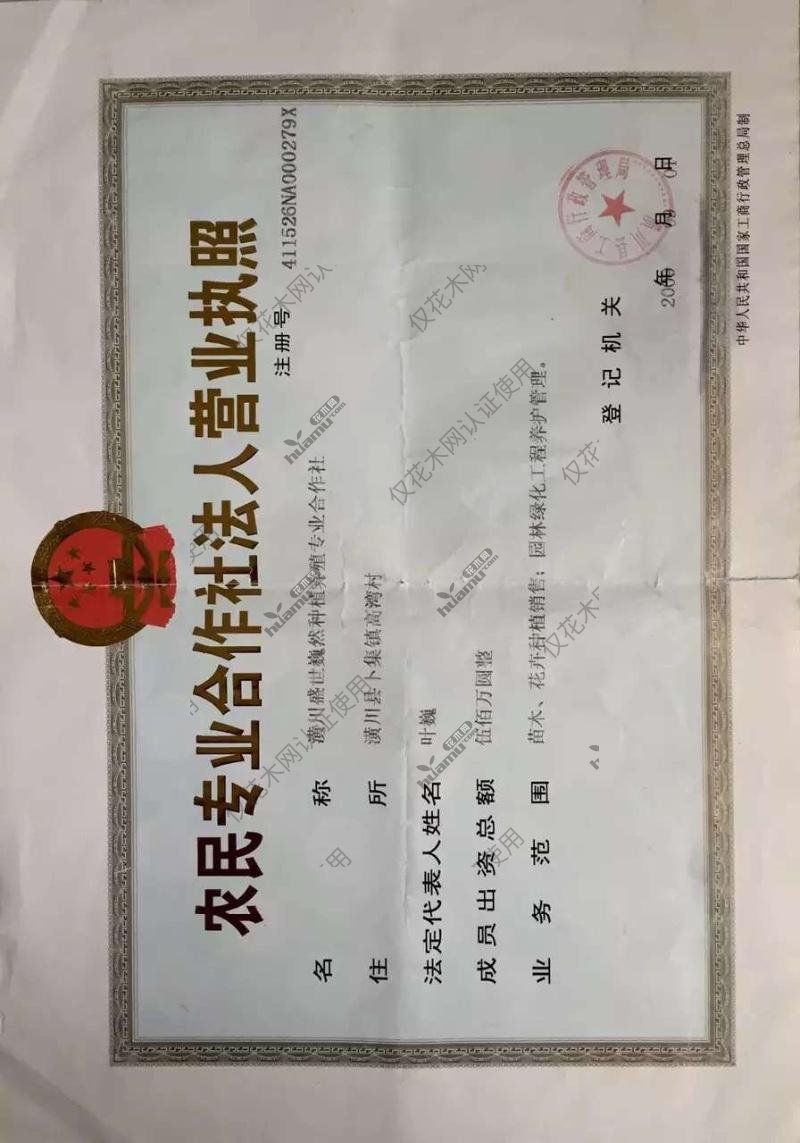 农民专业合作社法人营业执照
注册号 411526NA000279X
名称 潢川盛世巍然种植养殖专业合作社
住所 潢川县卜集镇高湾村
法定代表人姓名 叶巍
成员出资总额 伍佰万圆整
业务范围 苗木、花卉种植销售；园林绿化工程养护管理。
登记机关
年 月 日
中华人民共和国国家工商行政管理总局制
仅花木网认证使用
花木网
huamu.com